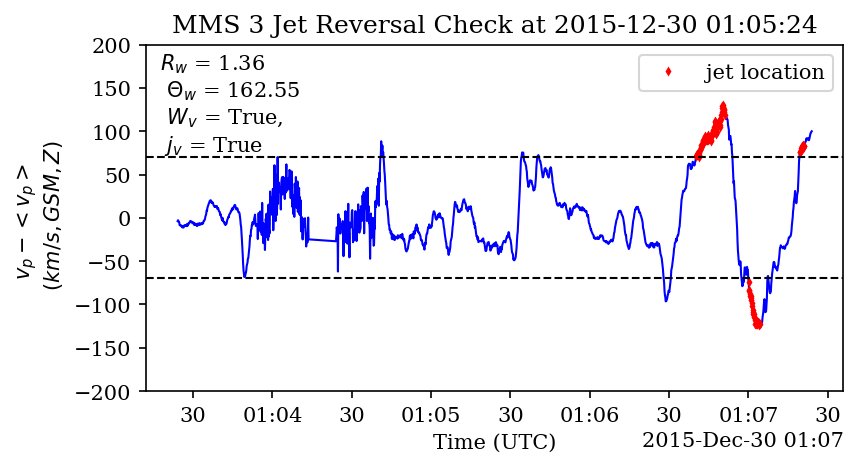 MMS 3 Jet Reversal Check at 2015-12-30 01:05:24
R_w = 1.36
Θ_w = 162.55
W_v = True,
j_v = True
jet location
v_p − < v_p >
(km/s, GSM, Z)
200
150
100
50
0
−50
−100
−150
−200
30 01:04 30 01:05 30 01:06 30 01:07 30
Time (UTC)
2015-Dec-30 01:07